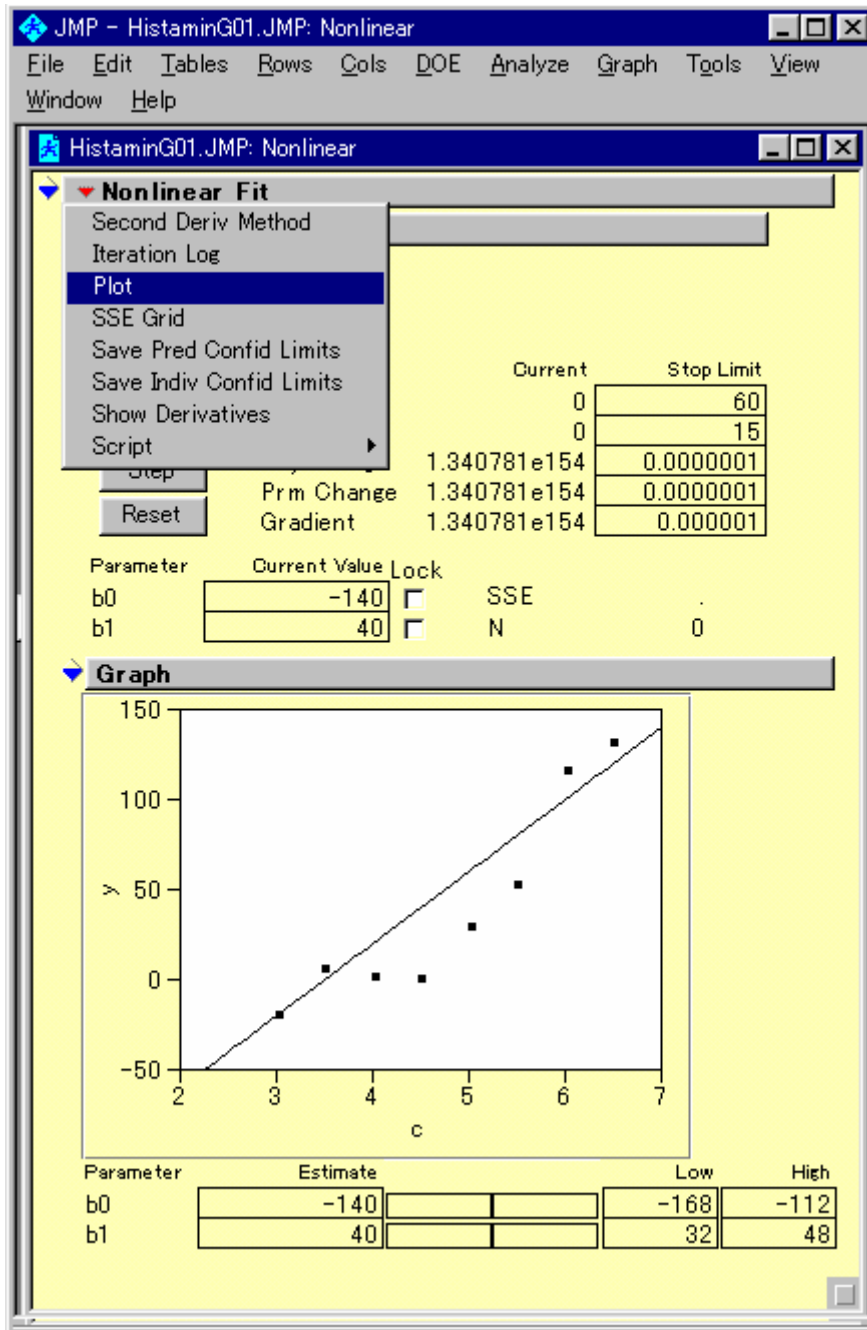 JMP - HistaminG01.JMP: Nonlinear
File Edit Tables Rows Cols DOE Analyze Graph Tools View
Window Help
HistaminG01.JMP: Nonlinear
Nonlinear Fit
Second Deriv Method
Iteration Log
Plot
SSE Grid
Save Pred Confid Limits
Save Indiv Confid Limits
Show Derivatives
Script
Current Stop Limit
0 60
0 15
1.340781e154 0.0000001
Step
Prm Change 1.340781e154 0.0000001
Reset
Gradient 1.340781e154 0.000001
Parameter Current Value Lock
b0 -140 SSE .
b1 40 N 0
Graph
150
100
50
0
-50
y
2 3 4 5 6 7
c
Parameter Estimate Low High
b0 -140 -168 -112
b1 40 32 48